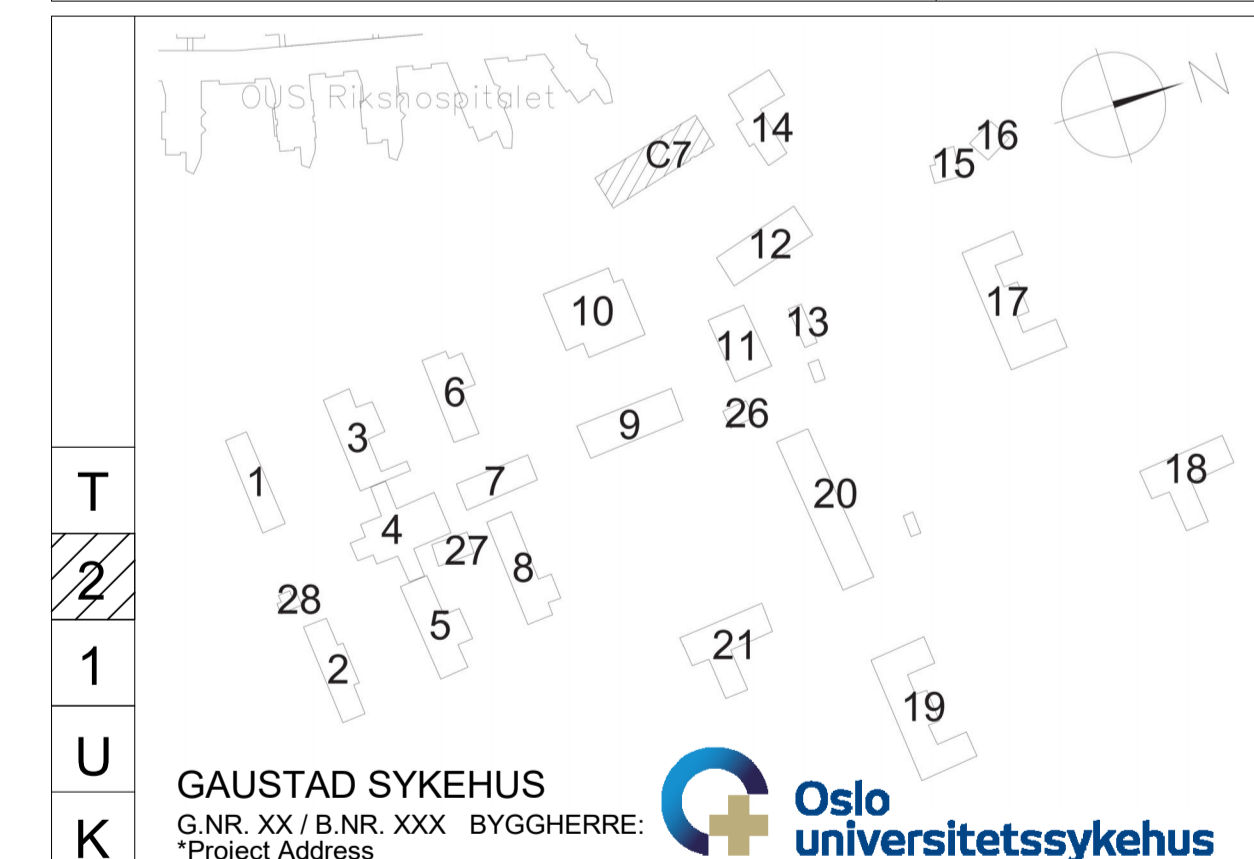 OUS Rikshospitalet
N
14
16
C7
15
12
17
10
13
11
6
26
9
3
18
1
7
20
T
4
27
8
2
28
5
21
1
2
19
U
GAUSTAD SYKEHUS
G.NR. XX / B.NR. XXX BYGGHERRE:
*Project Address
K
Oslo
universitetssykehus